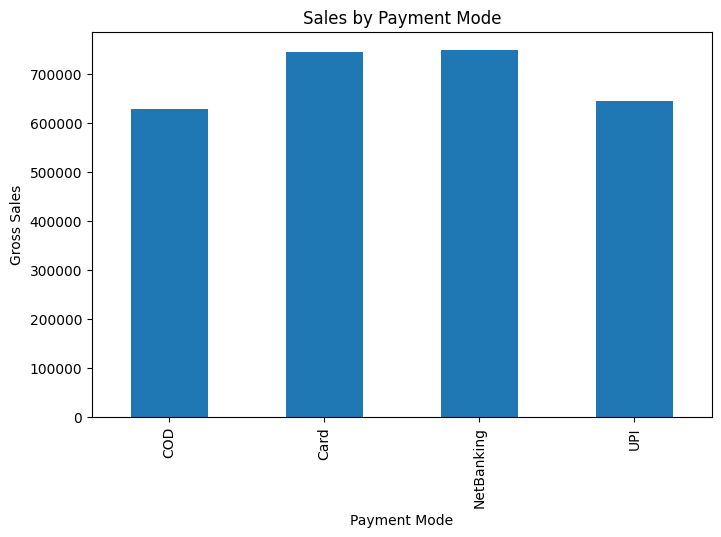 Sales by Payment Mode
Gross Sales
700000
600000
500000
400000
300000
200000
100000
0
COD
Card
NetBanking
UPI
Payment Mode